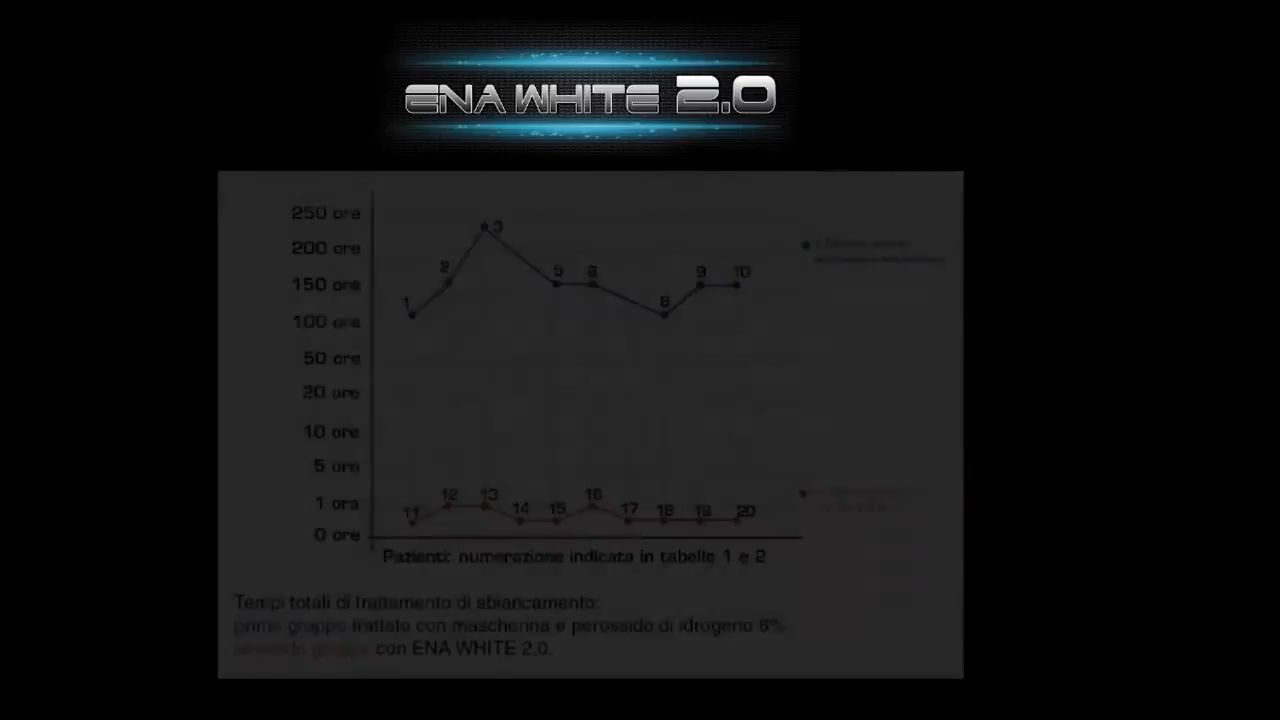 ENA WHITE 2.0
250 ore
200 ore
150 ore
100 ore
50 ore
20 ore
10 ore
5 ore
1 ora
0 ore
1
2
3
5
8
9
10
11
12
13
14
15
16
17
18
19
20
Pazienti: numerazione indicata in tabelle 1 e 2
Tempi totali di trattamento di sbiancamento:
primo gruppo trattato con mascherina e perossido di idrogeno 6%
secondo gruppo con ENA WHITE 2.0.